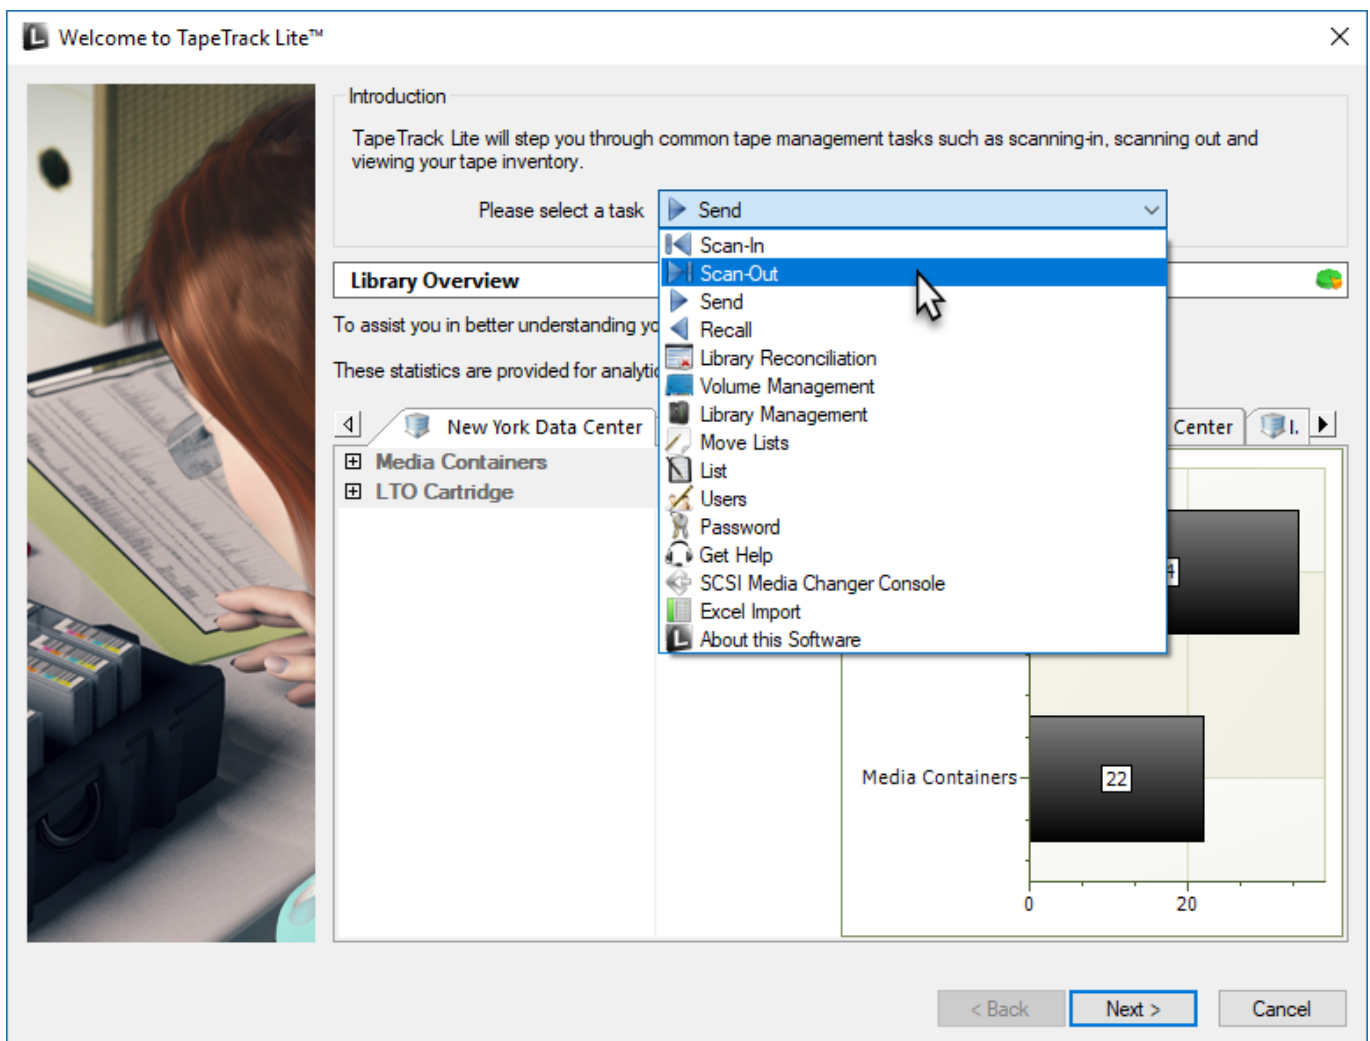 Welcome to TapeTrack Lite™
Introduction
TapeTrack Lite will step you through common tape management tasks such as scanning-in, scanning out and
viewing your tape inventory.
Please select a task
Send
Scan-In
Scan-Out
Send
Recall
Library Reconciliation
Volume Management
Library Management
Move Lists
List
Users
Password
Get Help
SCSI Media Changer Console
Excel Import
About this Software
Library Overview
To assist you in better understanding
These statistics are provided for
New York Data Center
Center
I.
Media Containers
LTO Cartridge
4
Media Containers
22
0
20
< Back
Next >
Cancel